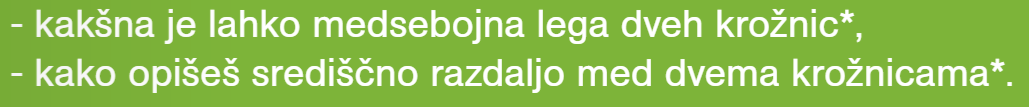 - kakšna je lahko medsebojna lega dveh krožnic*,
- kako opišeš središčno razdaljo med dvema krožnicama*.